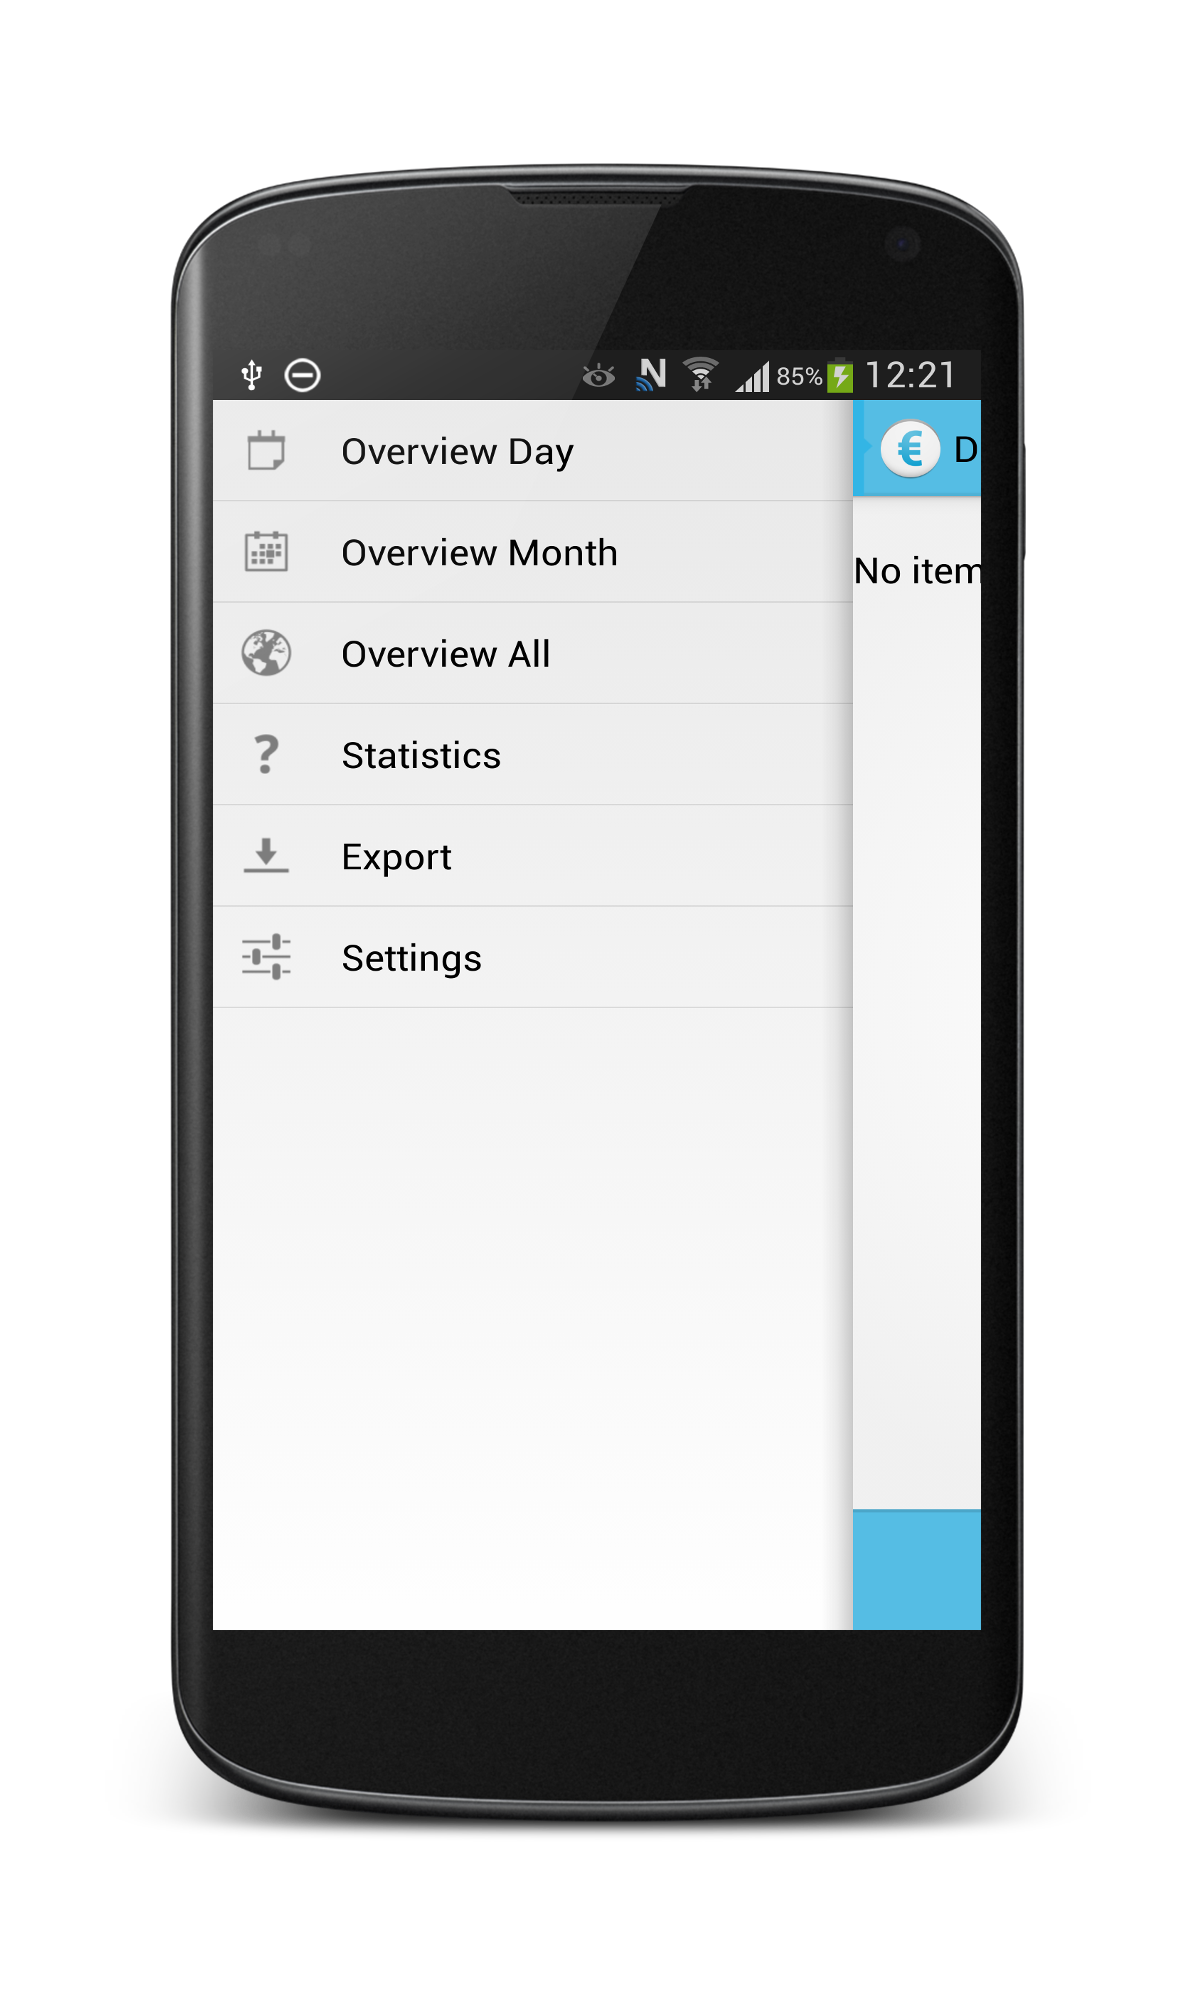 85% 12:21
Overview Day
€ D
Overview Month
No item
Overview All
Statistics
Export
Settings